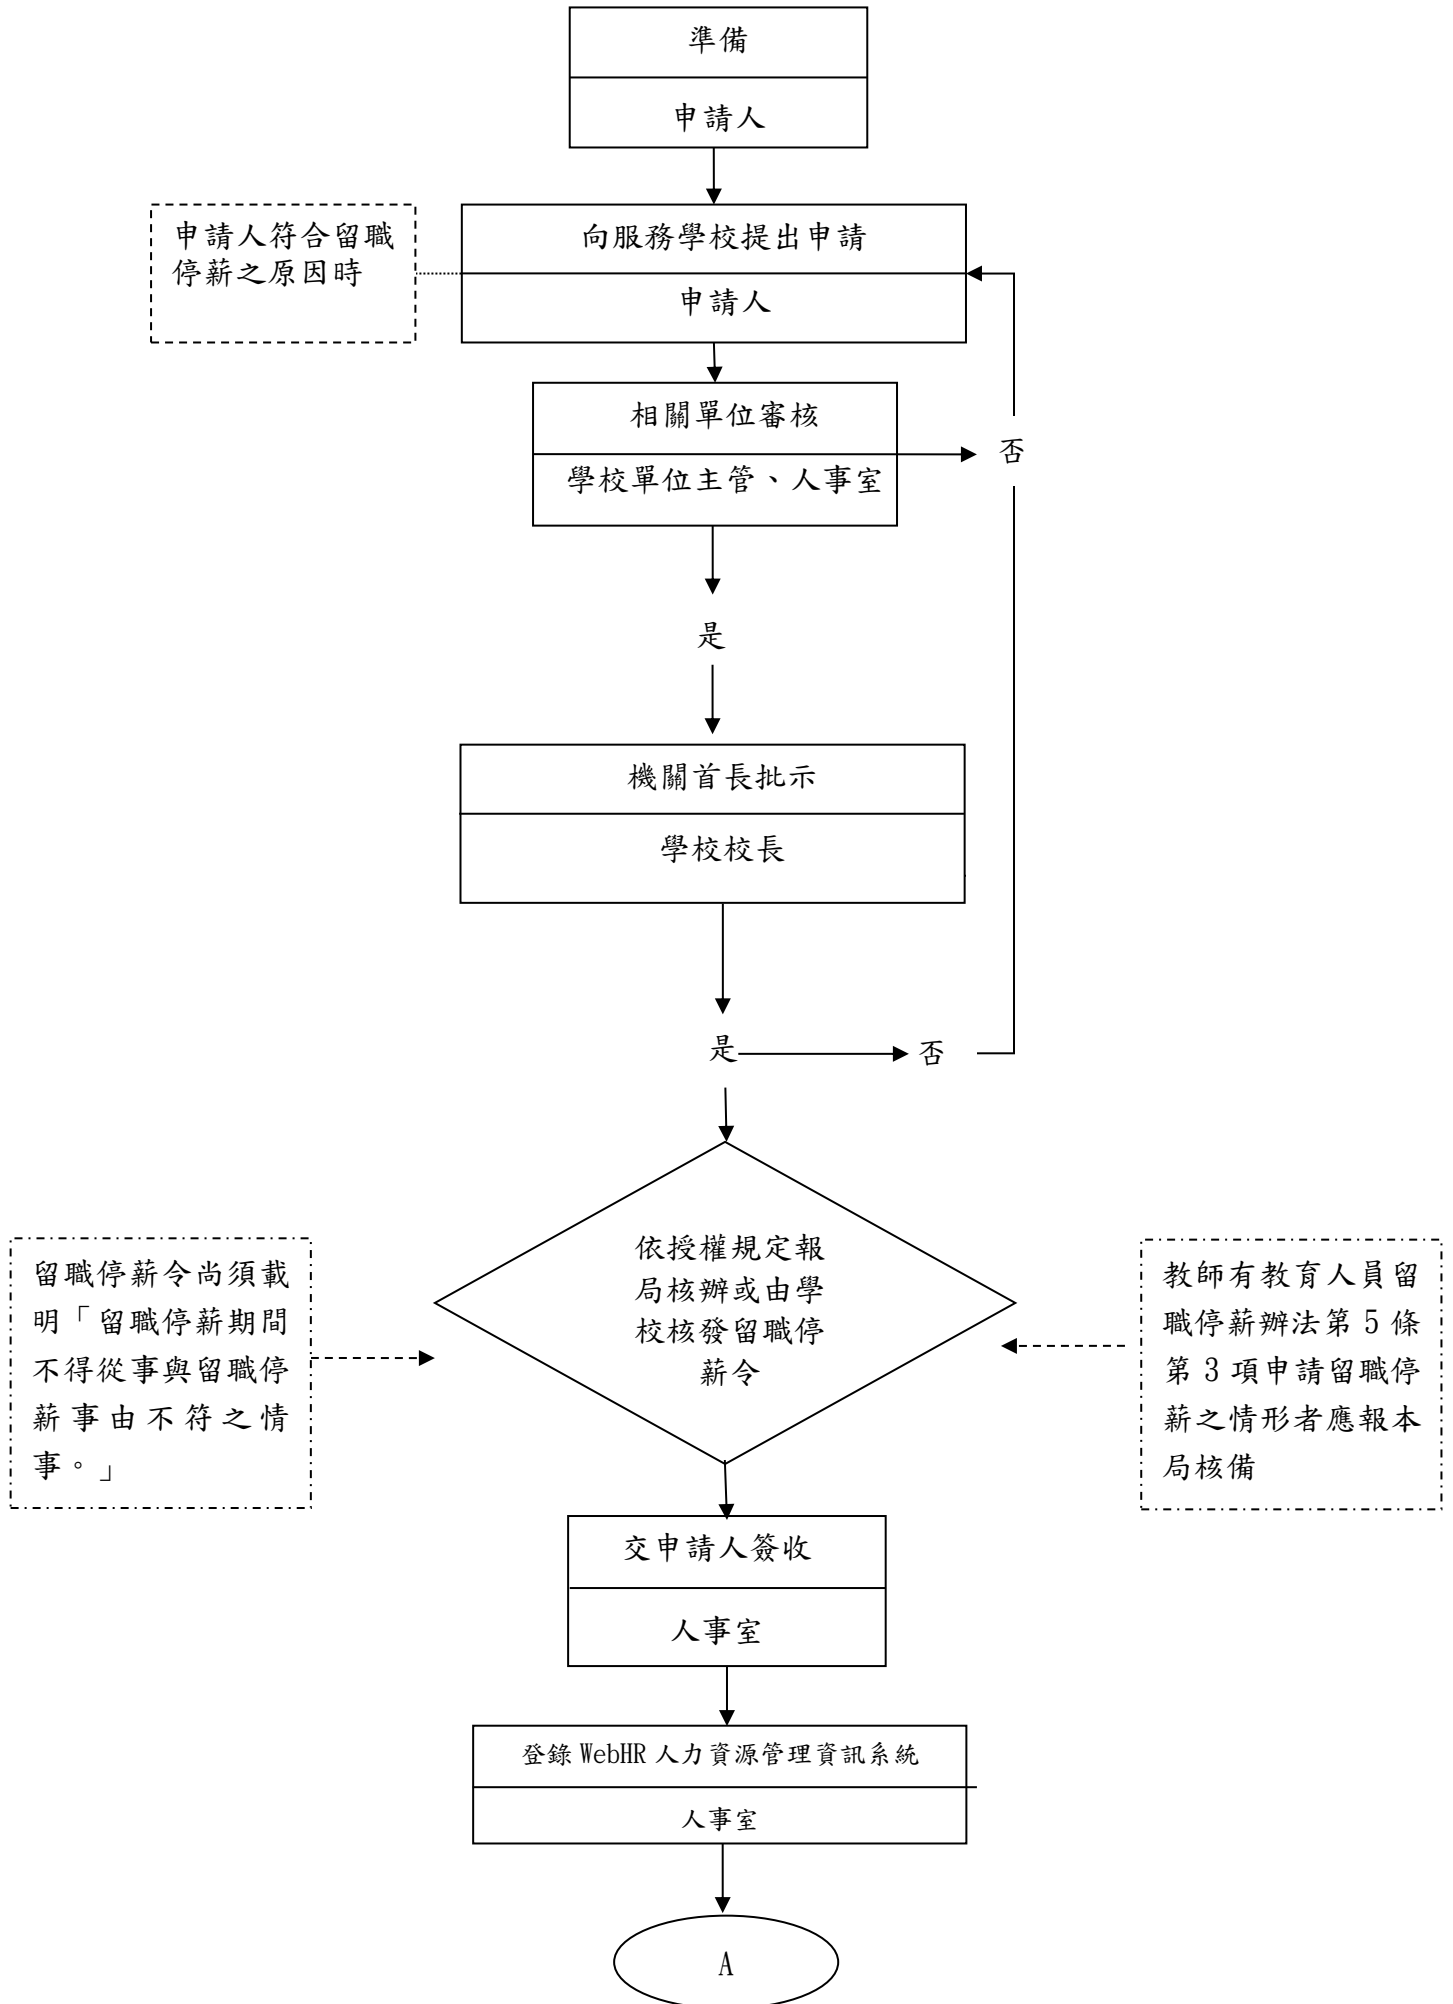 準備
申請人
申請人符合留職
停薪之原因時
向服務學校提出申請
申請人
相關單位審核
學校單位主管、人事室
否
是
機關首長批示
學校校長
是
否
依授權規定報
局核辦或由學
校核發留職停
薪令
留職停薪令尚須載
明「留職停薪期間
不得從事與留職停
薪事由不符之情
事。」
教師有教育人員留
職停薪辦法第5條
第3項申請留職停
薪之情形者應報本
局核備
交申請人簽收
人事室
登錄WebHR人力資源管理資訊系統
人事室
A